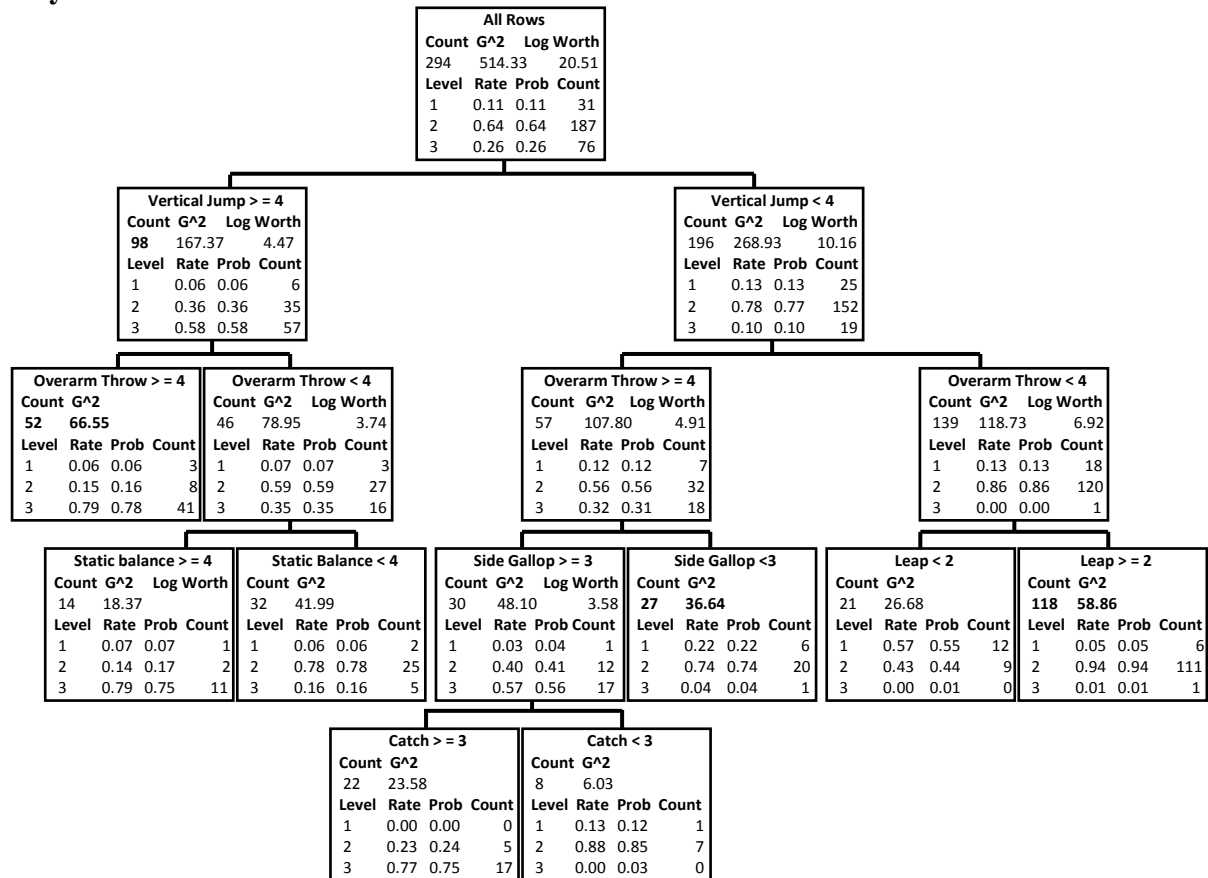 All Rows
Count G^2 Log Worth
294 514.33 20.51
Level Rate Prob Count
1 0.11 0.11 31
2 0.64 0.64 187
3 0.26 0.26 76
Vertical Jump > = 4
Count G^2 Log Worth
98 167.37 4.47
Level Rate Prob Count
1 0.06 0.06 6
2 0.36 0.36 35
3 0.58 0.58 57
Vertical Jump < 4
Count G^2 Log Worth
196 268.93 10.16
Level Rate Prob Count
1 0.13 0.13 25
2 0.78 0.77 152
3 0.10 0.10 19
Overarm Throw > = 4
Count G^2
52 66.55
Level Rate Prob Count
1 0.06 0.06 3
2 0.15 0.16 8
3 0.79 0.78 41
Overarm Throw < 4
Count G^2 Log Worth
46 78.95 3.74
Level Rate Prob Count
1 0.07 0.07 3
2 0.59 0.59 27
3 0.35 0.35 16
Overarm Throw > = 4
Count G^2 Log Worth
57 107.80 4.91
Level Rate Prob Count
1 0.12 0.12 7
2 0.56 0.56 32
3 0.32 0.31 18
Overarm Throw < 4
Count G^2 Log Worth
139 118.73 6.92
Level Rate Prob Count
1 0.13 0.13 18
2 0.86 0.86 120
3 0.00 0.00 1
Static balance > = 4
Count G^2 Log Worth
14 18.37
Level Rate Prob Count
1 0.07 0.07 1
2 0.14 0.17 2
3 0.79 0.75 11
Static Balance < 4
Count G^2
32 41.99
Level Rate Prob Count
1 0.06 0.06 2
2 0.78 0.78 25
3 0.16 0.16 5
Side Gallop > = 3
Count G^2 Log Worth
30 48.10 3.58
Level Rate Prob Count
1 0.03 0.04 1
2 0.40 0.41 12
3 0.57 0.56 17
Side Gallop <3
Count G^2
27 36.64
Level Rate Prob Count
1 0.22 0.22 6
2 0.74 0.74 20
3 0.04 0.04 1
Leap < 2
Count G^2
21 26.68
Level Rate Prob Count
1 0.57 0.55 12
2 0.43 0.44 9
3 0.00 0.01 0
Leap > = 2
Count G^2
118 58.86
Level Rate Prob Count
1 0.05 0.05 6
2 0.94 0.94 111
3 0.01 0.01 1
Catch > = 3
Count G^2
22 23.58
Level Rate Prob Count
1 0.00 0.00 0
2 0.23 0.24 5
3 0.77 0.75 17
Catch < 3
Count G^2
8 6.03
Level Rate Prob Count
1 0.13 0.12 1
2 0.88 0.85 7
3 0.00 0.03 0